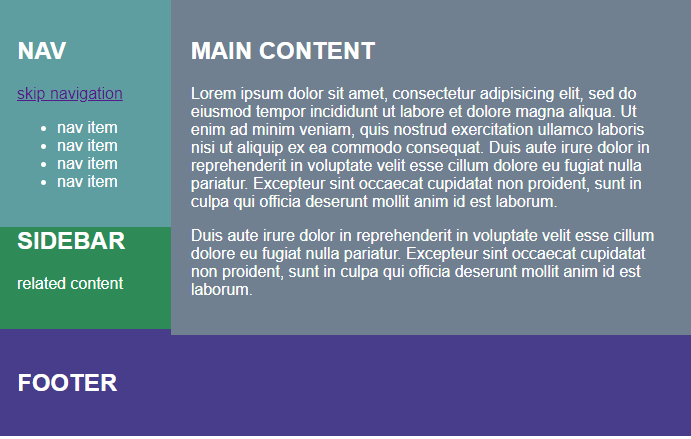 NAV
skip navigation
nav item
nav item
nav item
nav item
SIDEBAR
related content
MAIN CONTENT
Lorem ipsum dolor sit amet, consectetur adipisicing elit, sed do
eiusmod tempor incididunt ut labore et dolore magna aliqua. Ut
enim ad minim veniam, quis nostrud exercitation ullamco laboris
nisi ut aliquip ex ea commodo consequat. Duis aute irure dolor in
reprehenderit in voluptate velit esse cillum dolore eu fugiat nulla
pariatur. Excepteur sint occaecat cupidatat non proident, sunt in
culpa qui officia deserunt mollit anim id est laborum.
Duis aute irure dolor in reprehenderit in voluptate velit esse cillum
dolore eu fugiat nulla pariatur. Excepteur sint occaecat cupidatat
non proident, sunt in culpa qui officia deserunt mollit anim id est
laborum.
FOOTER